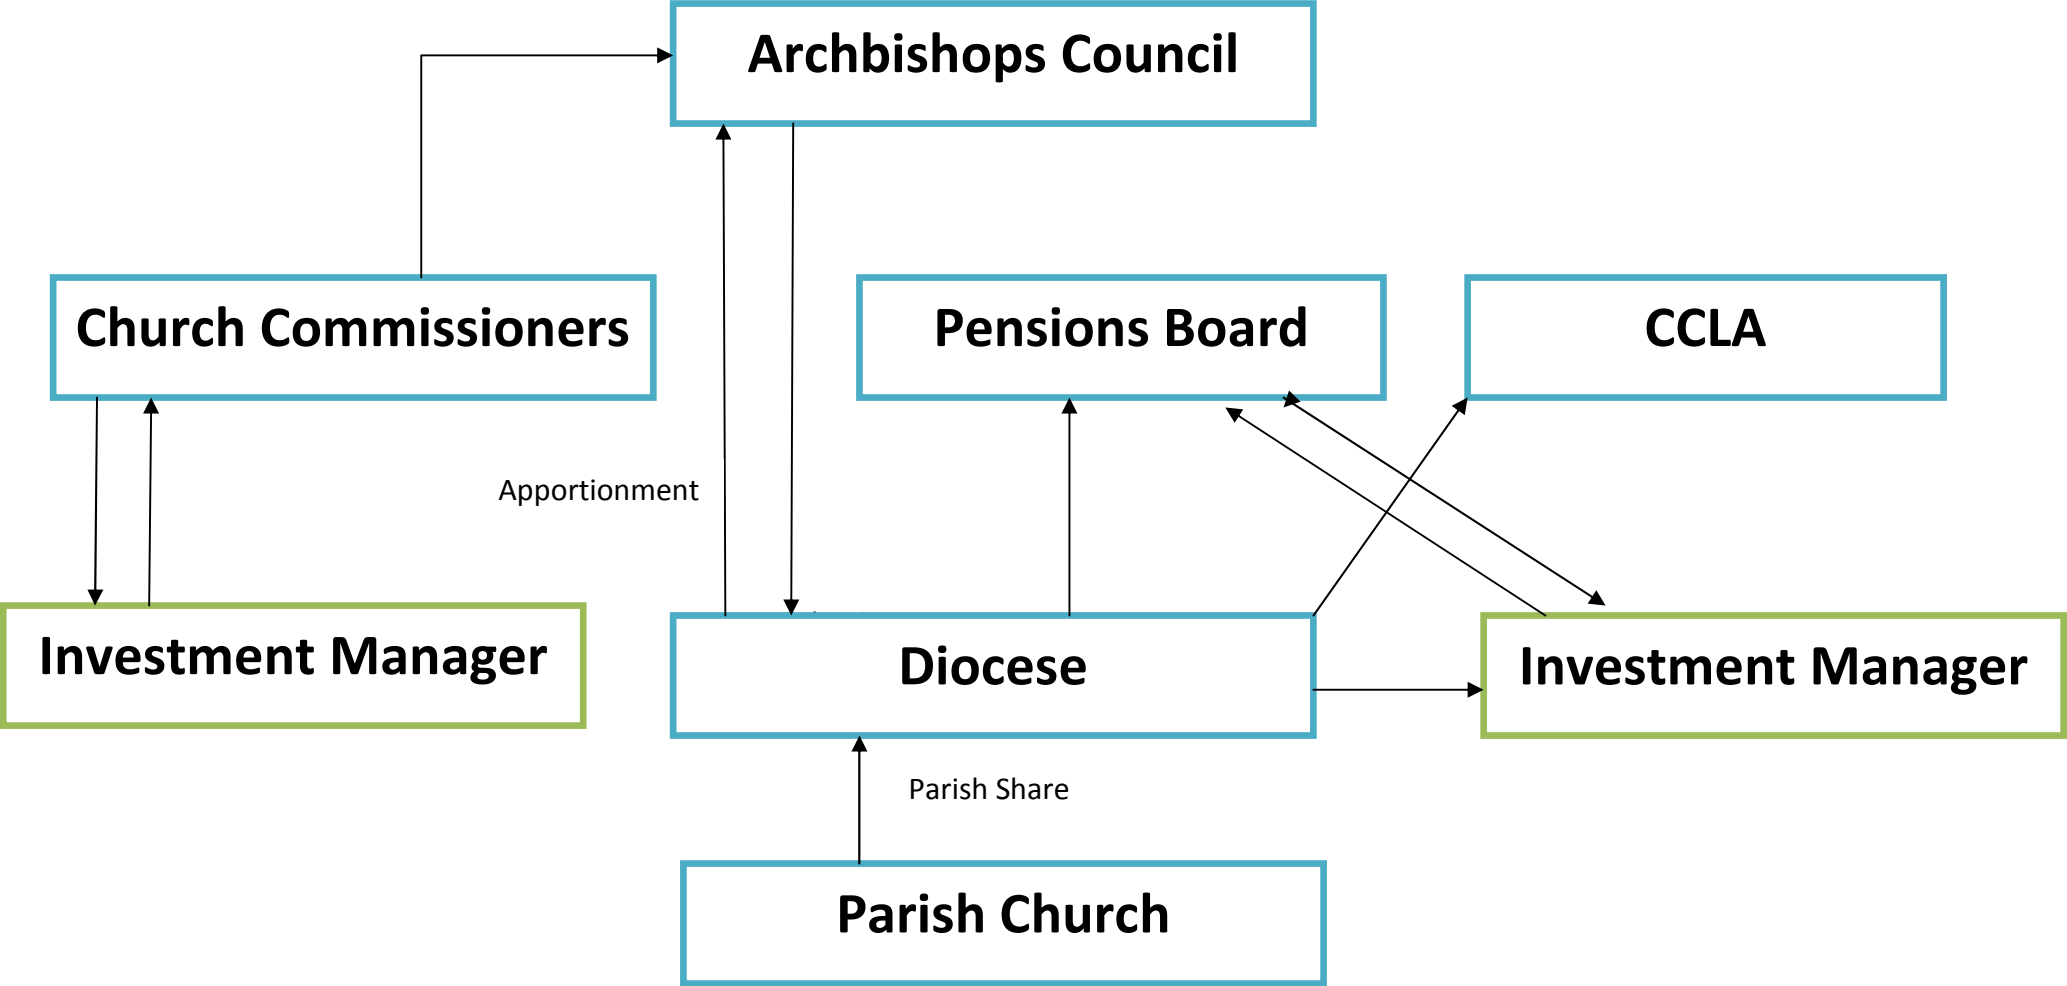 Archbishops Council
Church Commissioners
Pensions Board
CCLA
Apportionment
Investment Manager
Diocese
Investment Manager
Parish Share
Parish Church